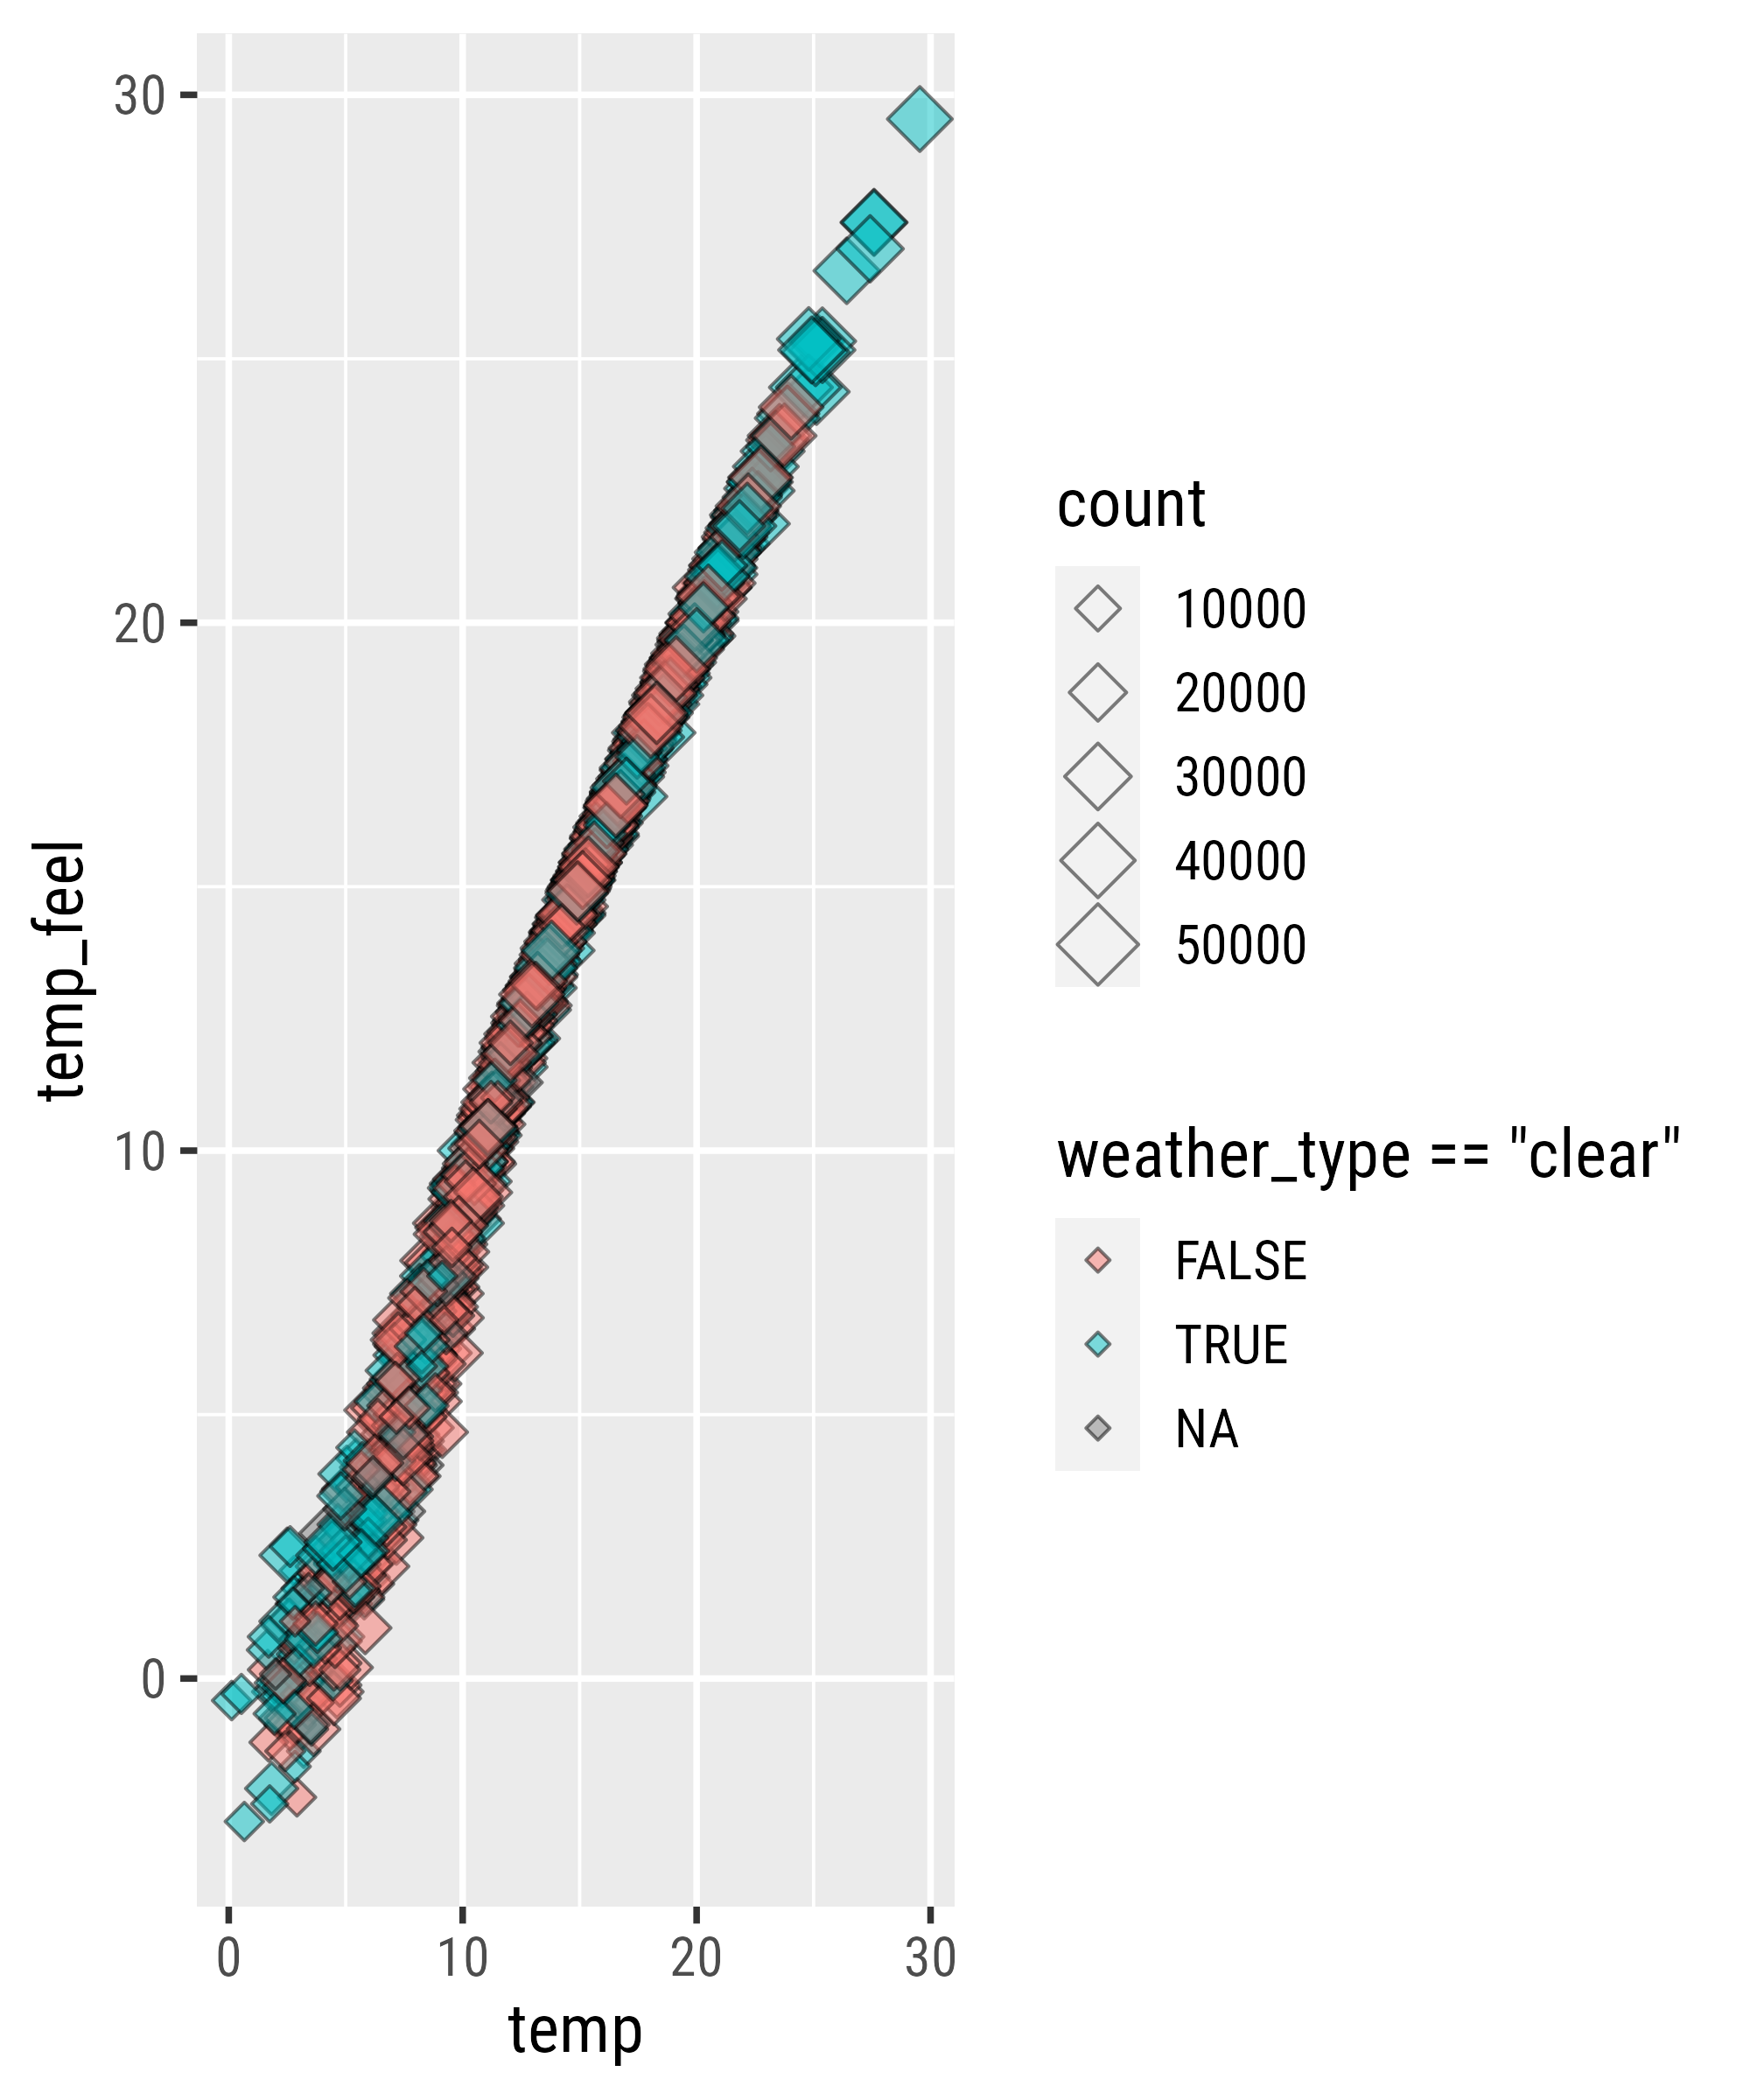 30
20
10
0
temp_feel
0 10 20 30
temp
count
10000
20000
30000
40000
50000
weather_type == "clear"
FALSE
TRUE
NA